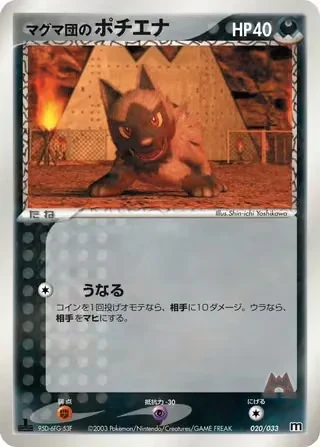 マグマ団のポチエナ HP40
たね
Illus.Shin-ichi Yoshikawa
うなる
コインを1回投げオモテなら、相手に10ダメージ。ウラなら、
相手をマヒにする。
弱点 抵抗力 -30 にげる
95D-6FG-53F ©2003 Pokémon/Nintendo/Creatures/GAME FREAK 020/033